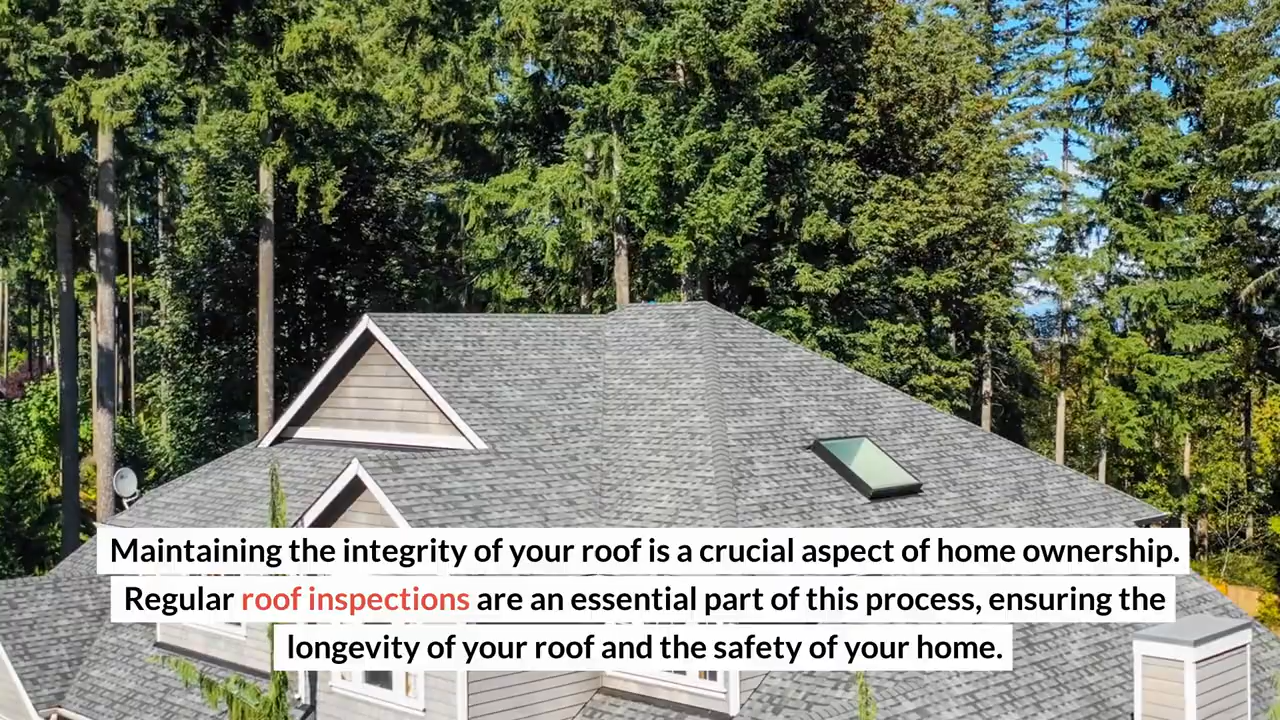 Maintaining the integrity of your roof is a crucial aspect of home ownership.
Regular roof inspections are an essential part of this process, ensuring the
longevity of your roof and the safety of your home.